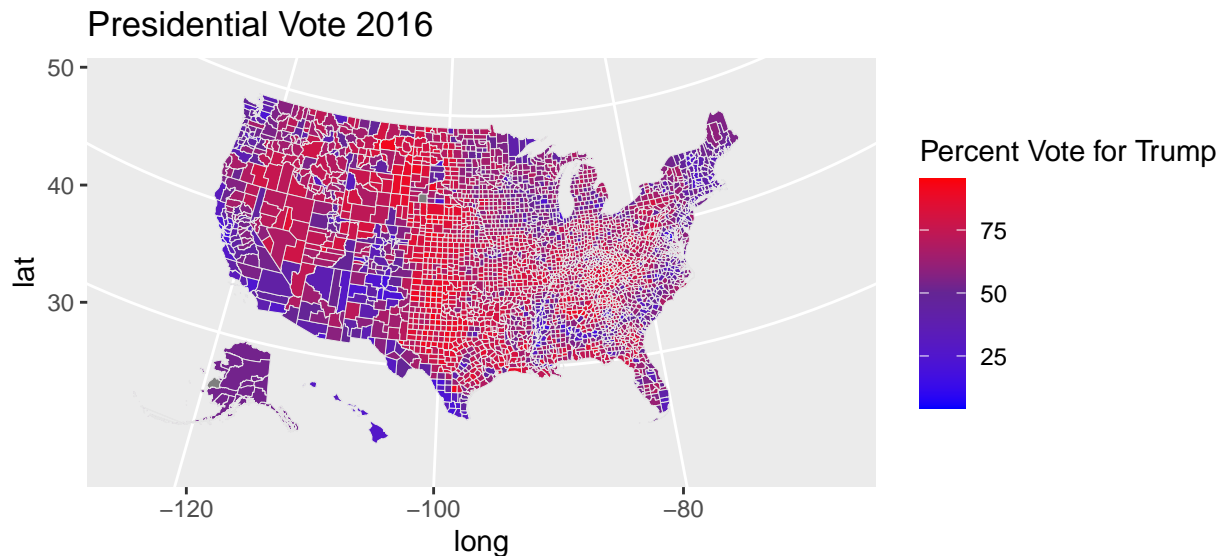 Presidential Vote 2016
50
40
30
lat
−120
−100
−80
long
Percent Vote for Trump
75
50
25